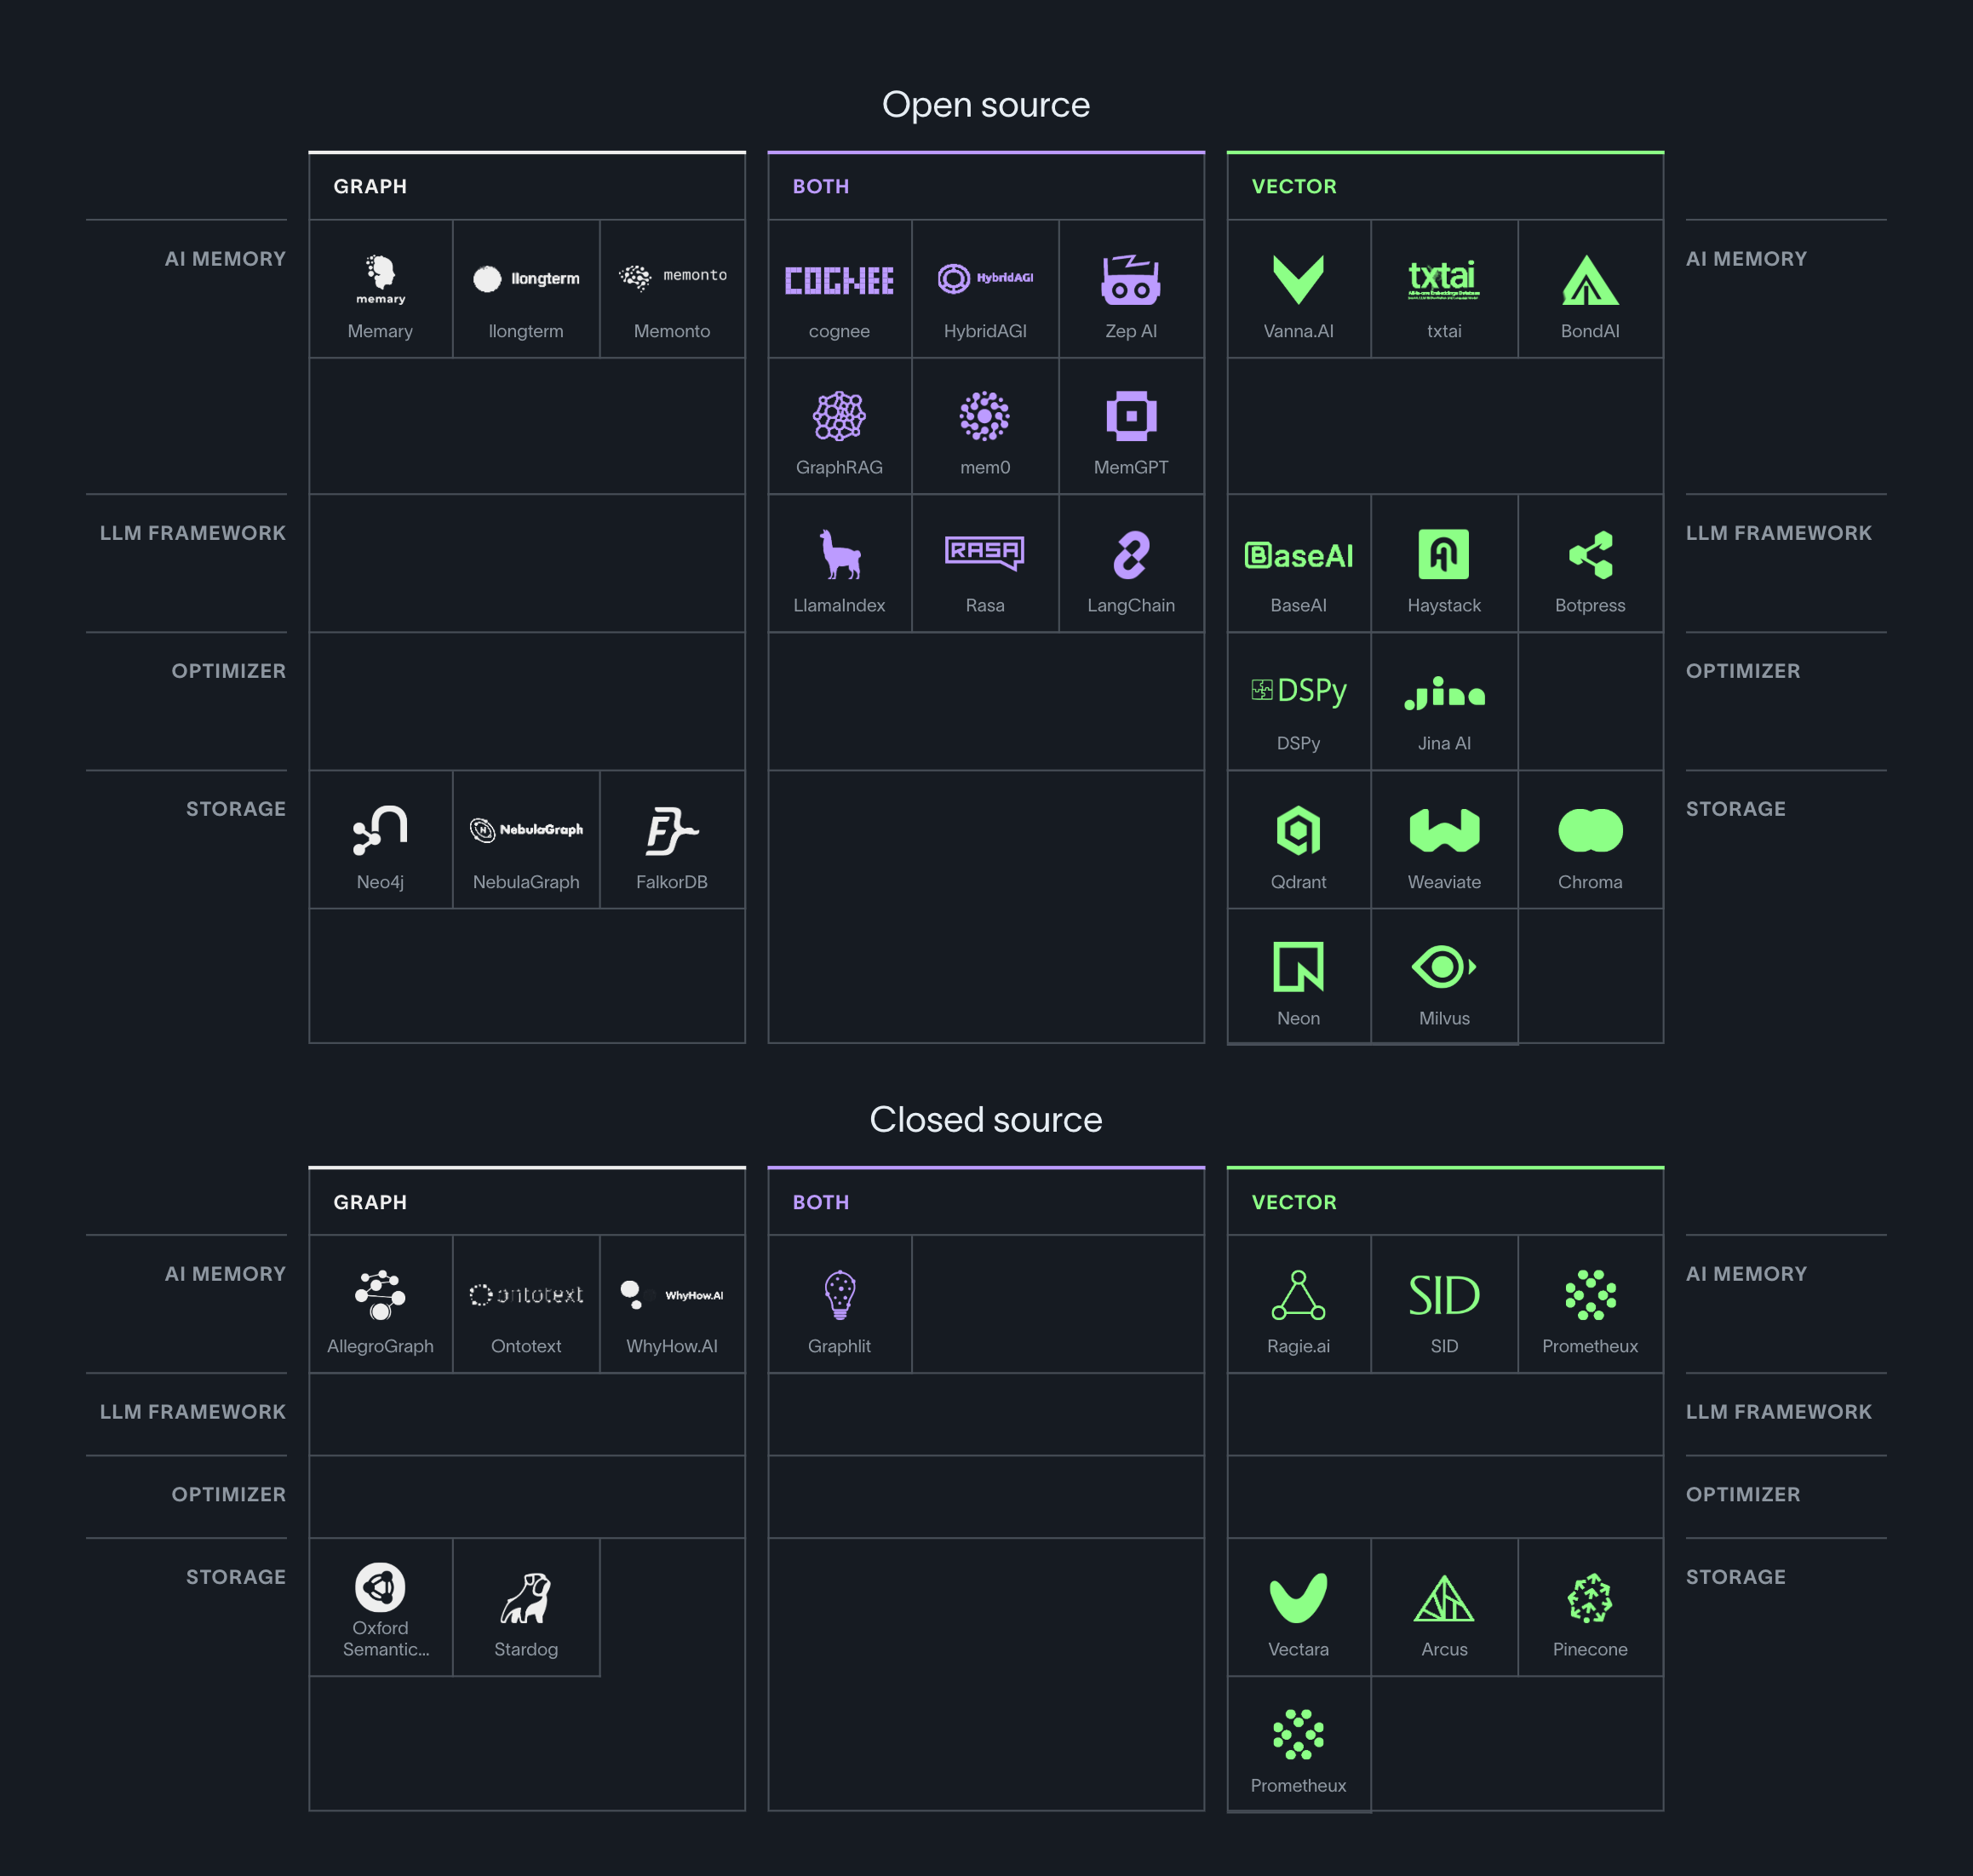 Open source
GRAPH
BOTH
VECTOR
AI MEMORY
memary
Memary
llongterm
llongterm
memonto
Memonto
COGNEE
cognee
HybridAGI
HybridAGI
Zep AI
Vanna.AI
txtai
txtai
BondAI
AI MEMORY
GraphRAG
mem0
MemGPT
LLM FRAMEWORK
LlamaIndex
RASA
Rasa
LangChain
BaseAI
BaseAI
Haystack
Botpress
LLM FRAMEWORK
OPTIMIZER
DSPy
DSPy
Jina
Jina AI
OPTIMIZER
STORAGE
Neo4j
NebulaGraph
NebulaGraph
FalkorDB
Qdrant
Weaviate
Chroma
STORAGE
Neon
Milvus
Closed source
GRAPH
BOTH
VECTOR
AI MEMORY
AllegroGraph
ontotext
Ontotext
WhyHow.AI
WhyHow.AI
Graphlit
Ragie.ai
SID
SID
Prometheux
AI MEMORY
LLM FRAMEWORK
LLM FRAMEWORK
OPTIMIZER
OPTIMIZER
STORAGE
Oxford
Semantic...
Stardog
Vectara
Arcus
Pinecone
STORAGE
Prometheux